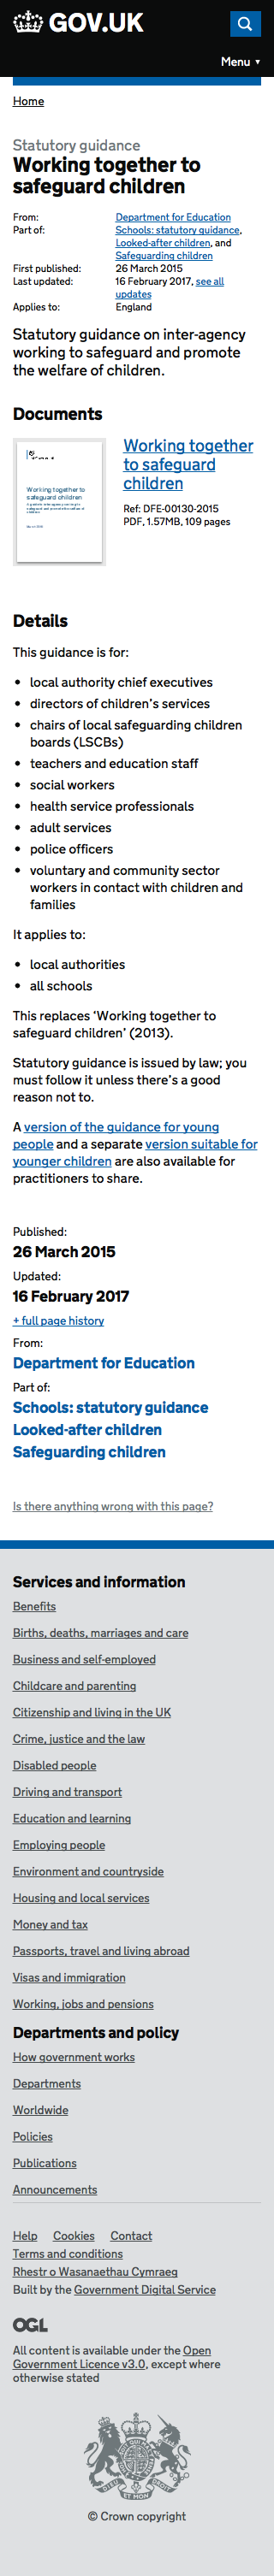 GOV.UK
Menu ▼
Home
Statutory guidance
Working together to
safeguard children
From: Department for Education
Part of: Schools: statutory guidance,
Looked-after children, and
Safeguarding children
First published: 26 March 2015
Last updated: 16 February 2017, see all
updates
Applies to: England
Statutory guidance on inter-agency
working to safeguard and promote
the welfare of children.
Documents
Working together to
safeguard children
Working together
to safeguard
children
Ref: DFE-00130-2015
PDF, 1.57MB, 109 pages
Details
This guidance is for:
• local authority chief executives
• directors of children’s services
• chairs of local safeguarding children
boards (LSCBs)
• teachers and education staff
• social workers
• health service professionals
• adult services
• police officers
• voluntary and community sector
workers in contact with children and
families
It applies to:
• local authorities
• all schools
This replaces ‘Working together to
safeguard children’ (2013).
Statutory guidance is issued by law; you
must follow it unless there’s a good
reason not to.
A version of the guidance for young
people and a separate version suitable for
younger children are also available for
practitioners to share.
Published:
26 March 2015
Updated:
16 February 2017
+ full page history
From:
Department for Education
Part of:
Schools: statutory guidance
Looked-after children
Safeguarding children
Is there anything wrong with this page?
Services and information
Benefits
Births, deaths, marriages and care
Business and self-employed
Childcare and parenting
Citizenship and living in the UK
Crime, justice and the law
Disabled people
Driving and transport
Education and learning
Employing people
Environment and countryside
Housing and local services
Money and tax
Passports, travel and living abroad
Visas and immigration
Working, jobs and pensions
Departments and policy
How government works
Departments
Worldwide
Policies
Publications
Announcements
Help Cookies Contact
Terms and conditions
Rhestr o Wasanaethau Cymraeg
Built by the Government Digital Service
OGL
All content is available under the Open
Government Licence v3.0, except where
otherwise stated
© Crown copyright